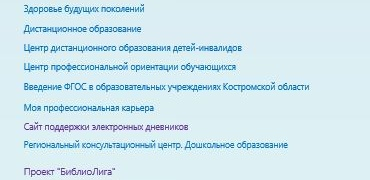 Здоровье будущих поколений
Дистанционное образование
Центр дистанционного образования детей-инвалидов
Центр профессиональной ориентации обучающихся
Введение ФГОС в образовательных учреждениях Костромской области
Моя профессиональная карьера
Сайт поддержки электронных дневников
Региональный консультационный центр. Дошкольное образование
Проект "БиблиоЛига"